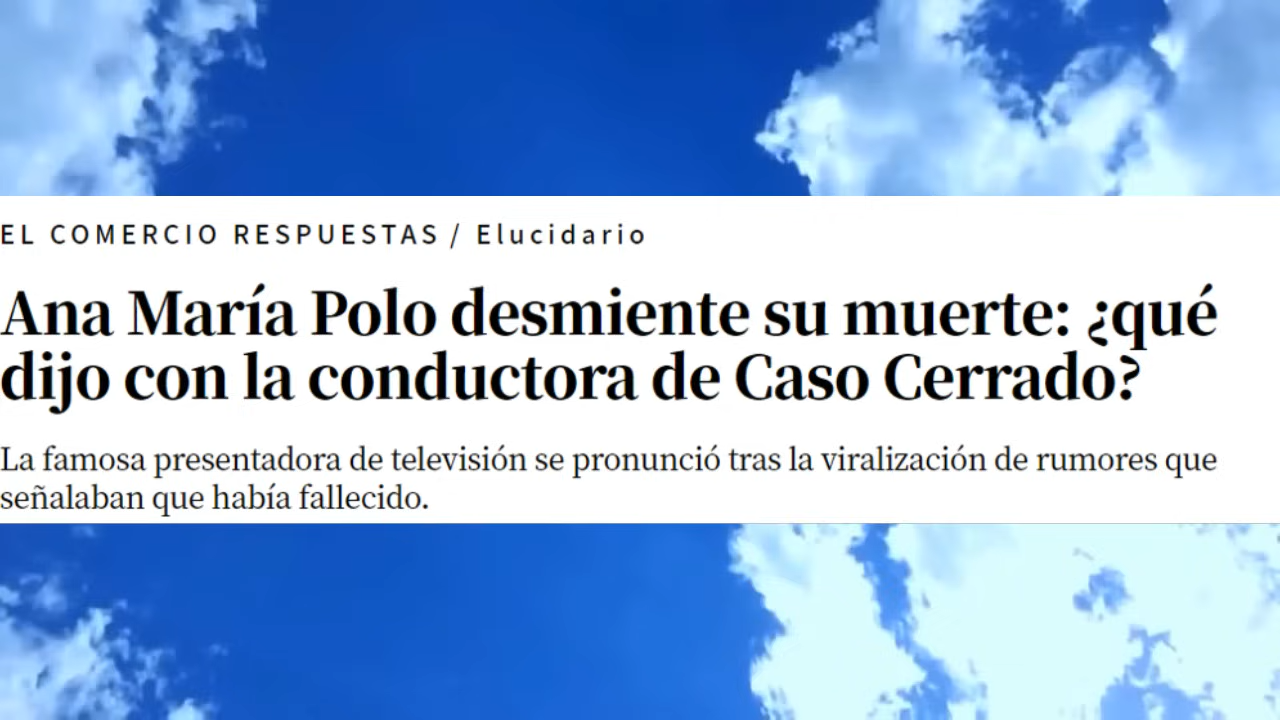 EL COMERCIO RESPUESTAS / Elucidario
Ana María Polo desmiente su muerte: ¿qué
dijo con la conductora de Caso Cerrado?
La famosa presentadora de televisión se pronunció tras la viralización de rumores que
señalaban que había fallecido.